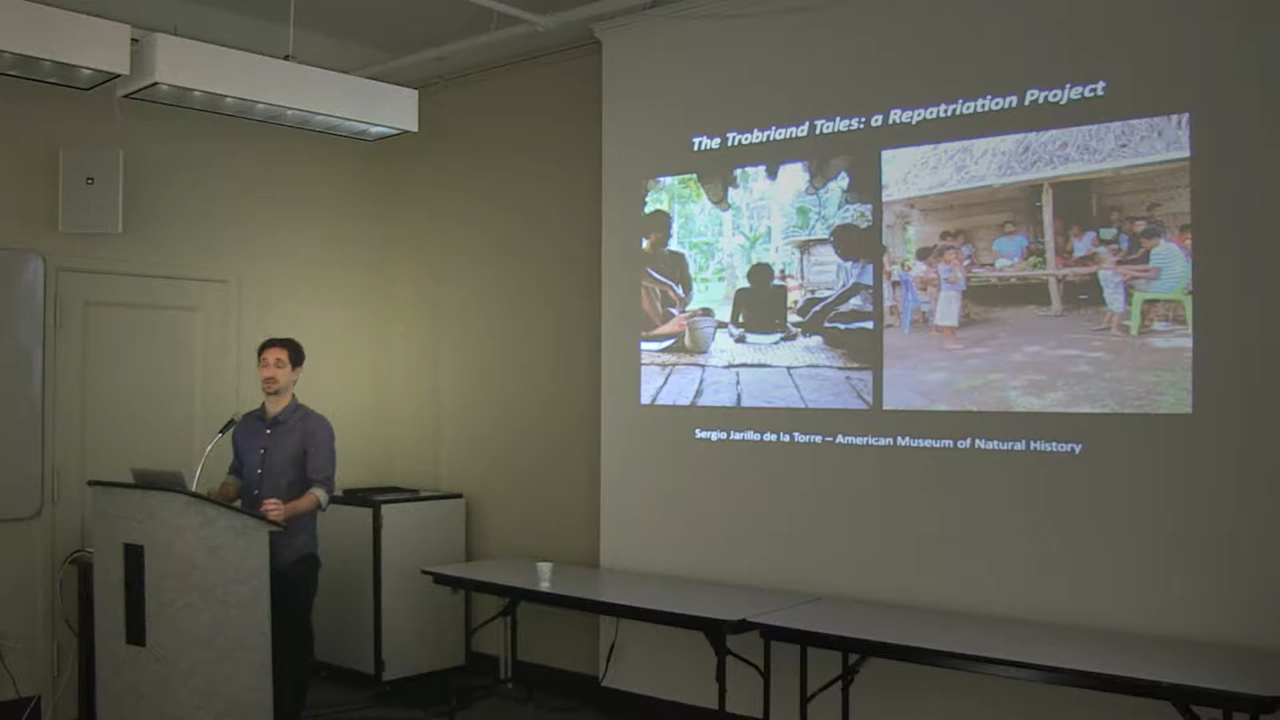 The Trobriand Tales: a Repatriation Project
Sergio Jarillo de la Torre – American Museum of Natural History